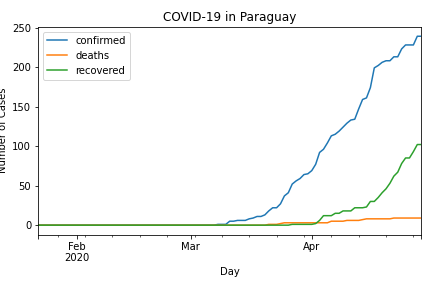 COVID-19 in Paraguay
250
200
150
100
50
0
Number of Cases
confirmed
deaths
recovered
Feb
2020
Mar
Apr
Day